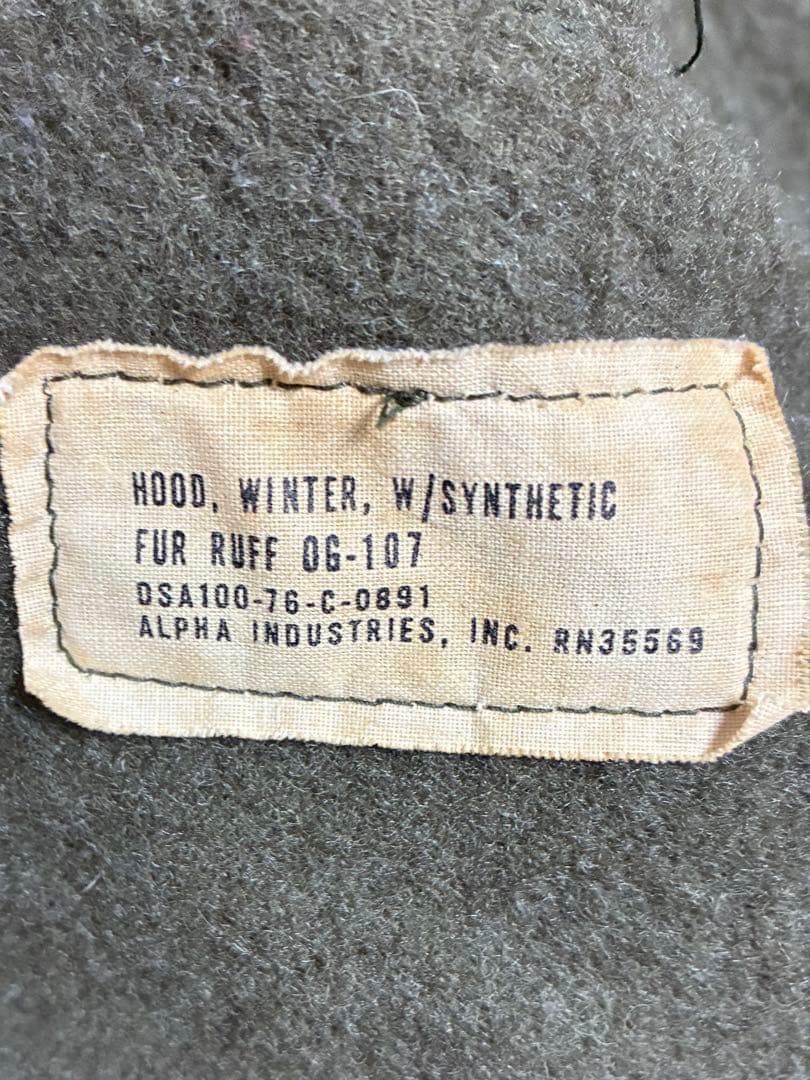 HOOD, WINTER, W/SYNTHETIC
FUR RUFF OG-107
DSA100-76-C-0891
ALPHA INDUSTRIES, INC. RN35569